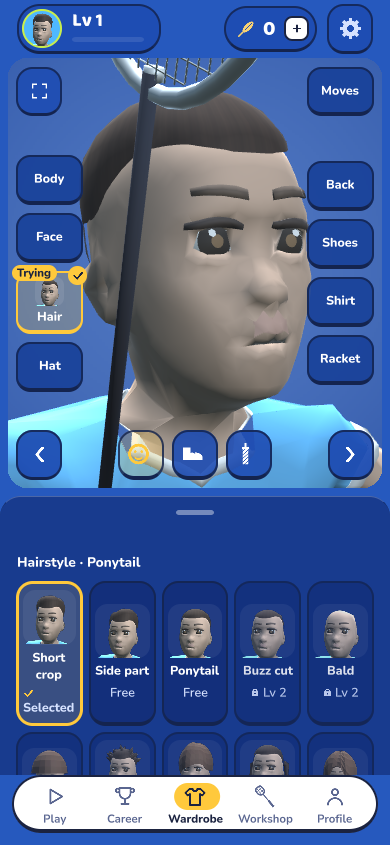 Lv 1
0
+
Moves
Body
Back
Face
Shoes
Trying
Hair
Shirt
Hat
Racket
Hairstyle · Ponytail
Short
crop
Selected
Side part
Free
Ponytail
Free
Buzz cut
Lv 2
Bald
Lv 2
Play
Career
Wardrobe
Workshop
Profile